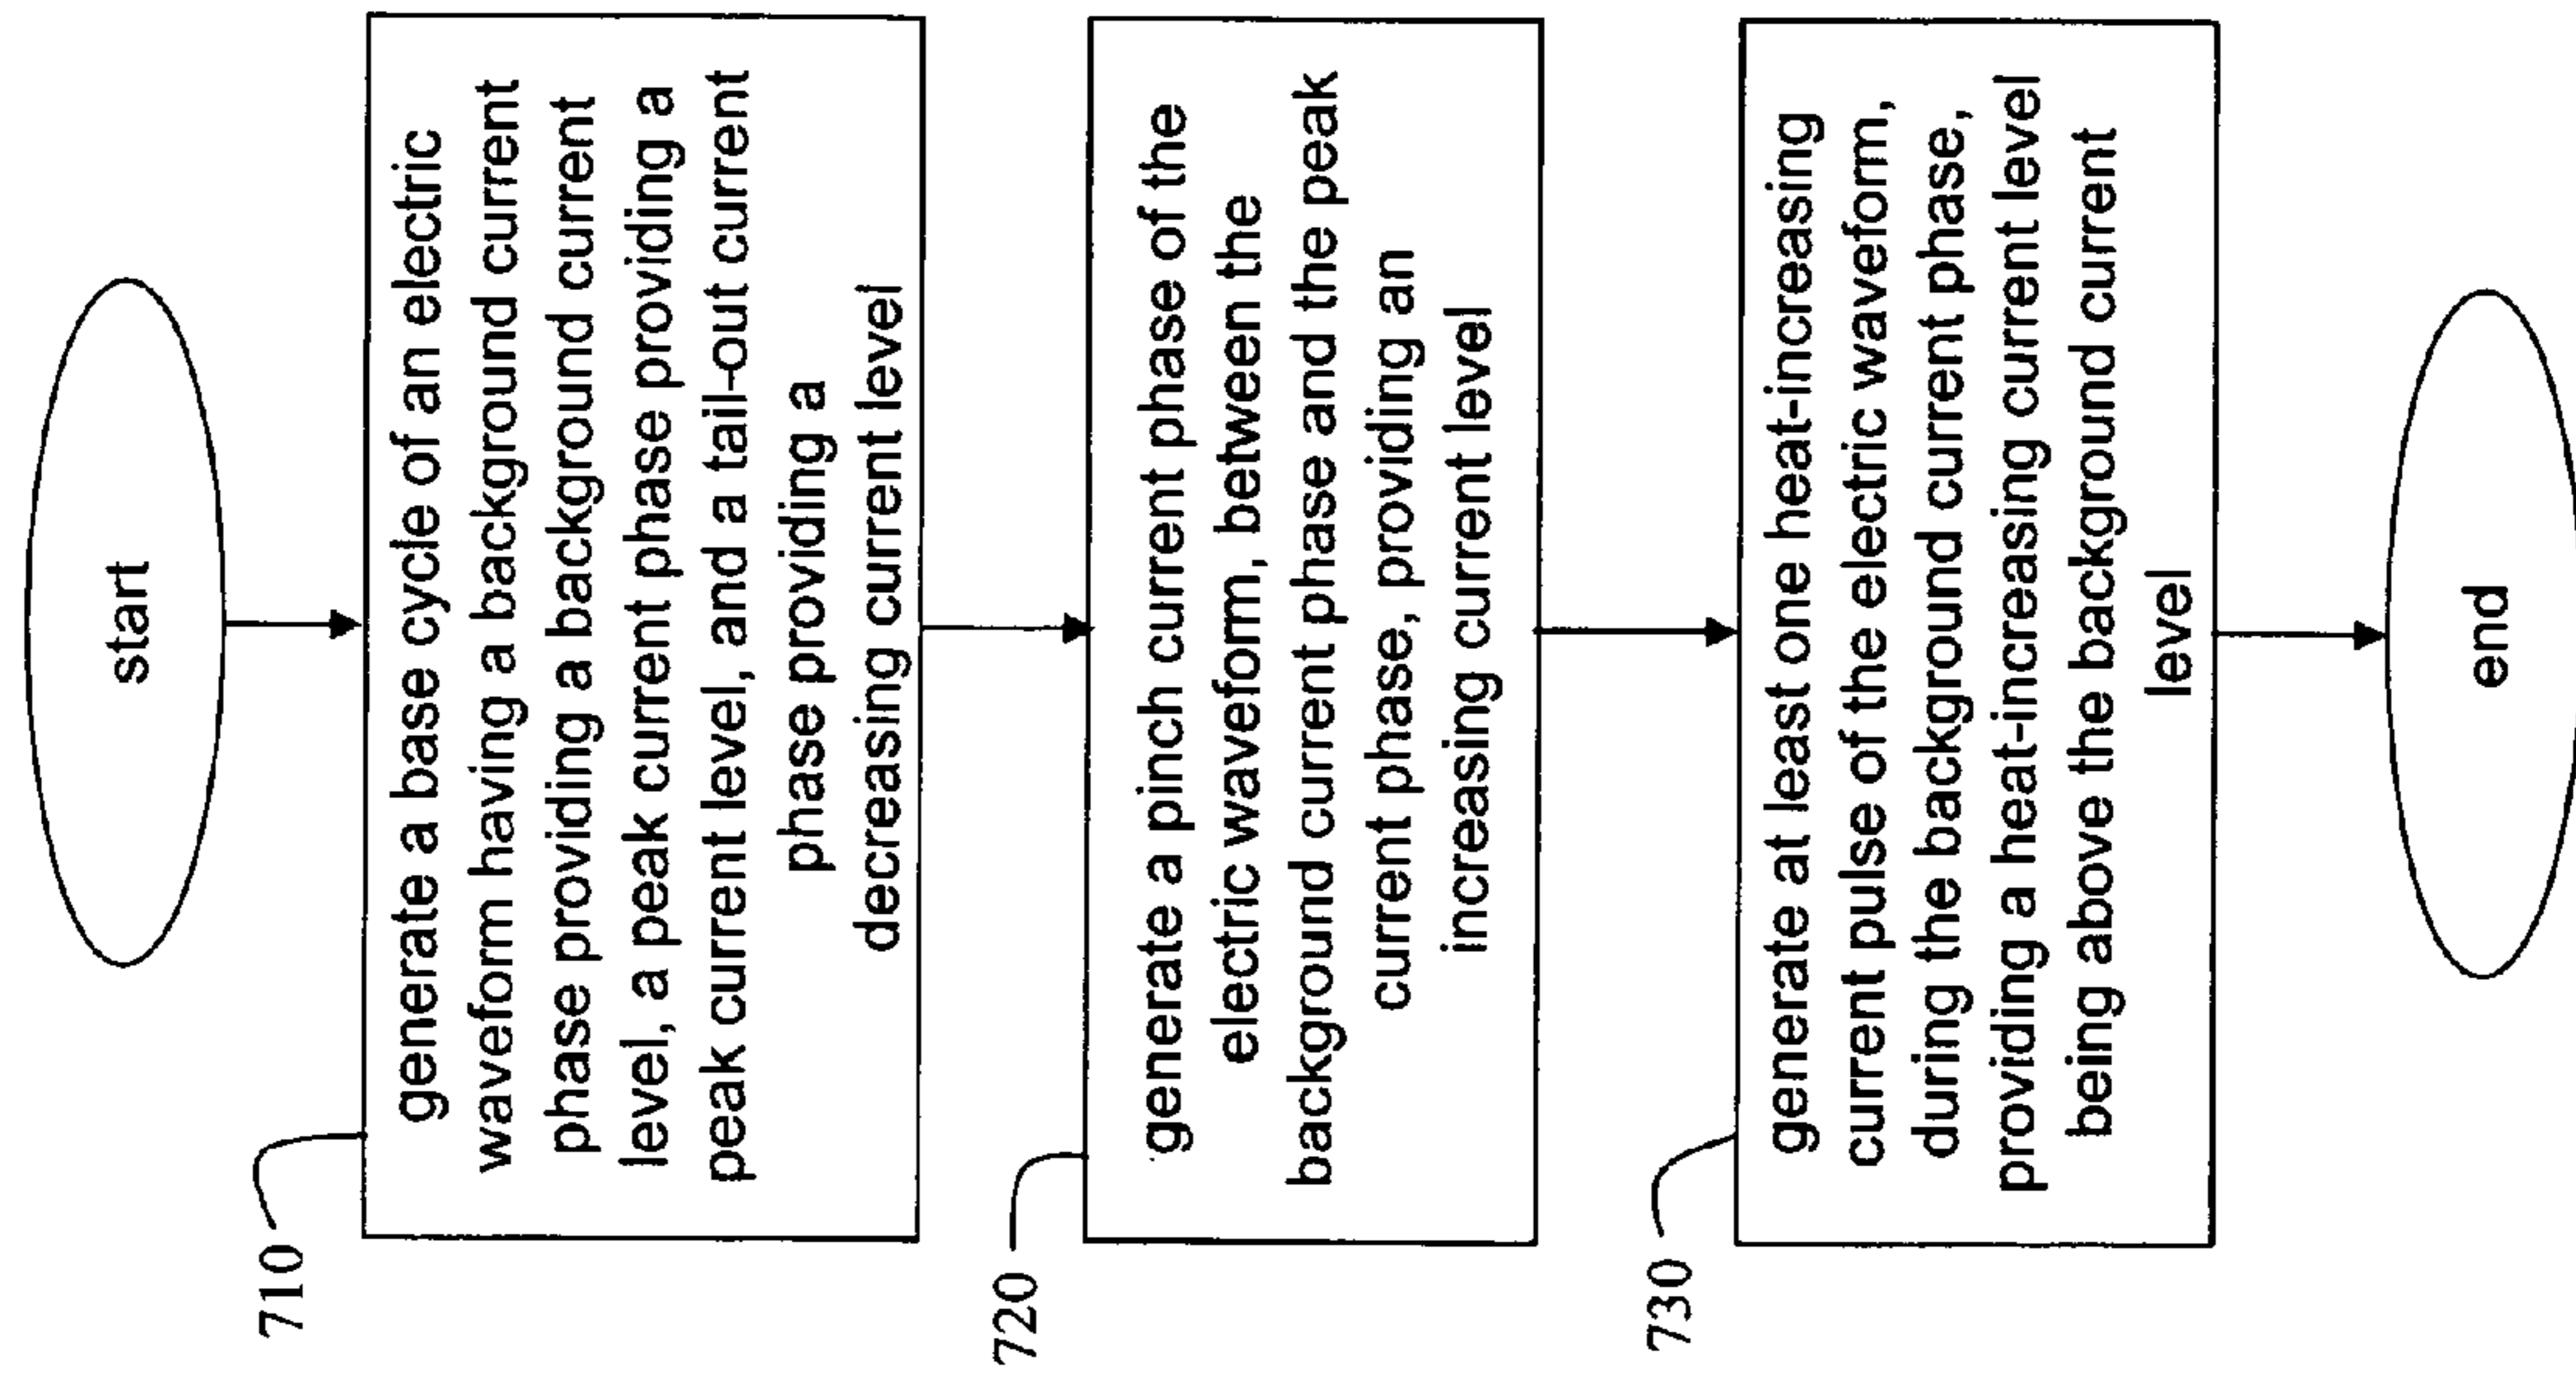 start
710
generate a base cycle of an electric
waveform having a background current
phase providing a background current
level, a peak current phase providing a
peak current level, and a tail-out current
phase providing a
decreasing current level
720
generate a pinch current phase of the
electric waveform, between the
background current phase and the peak
current phase, providing an
increasing current level
730
generate at least one heat-increasing
current pulse of the electric waveform,
during the background current phase,
providing a heat-increasing current level
being above the background current
level
end